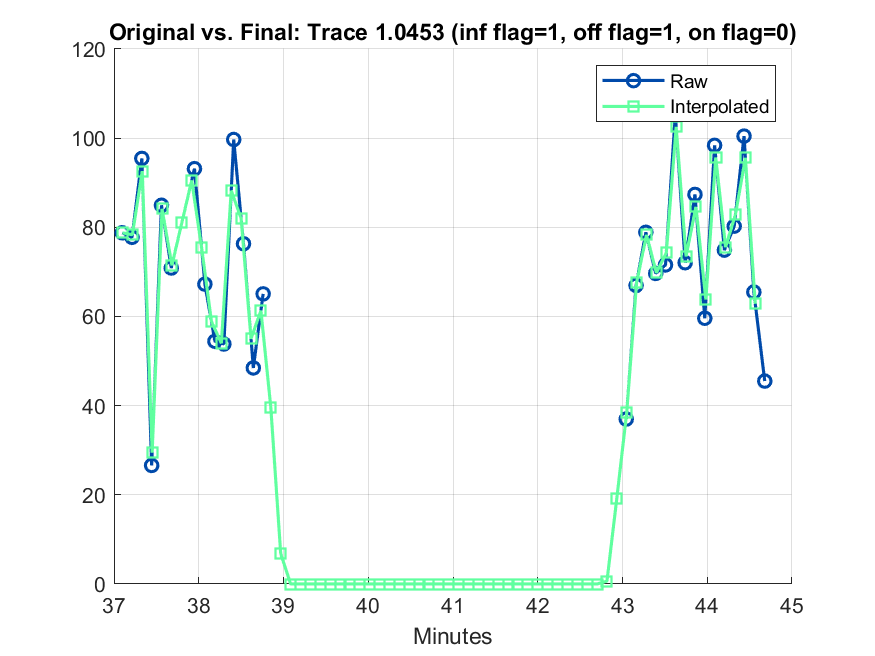 Original vs. Final: Trace 1.0453 (inf flag=1, off flag=1, on flag=0)
120
100
80
60
40
20
0
Raw
Interpolated
37 38 39 40 41 42 43 44 45
Minutes